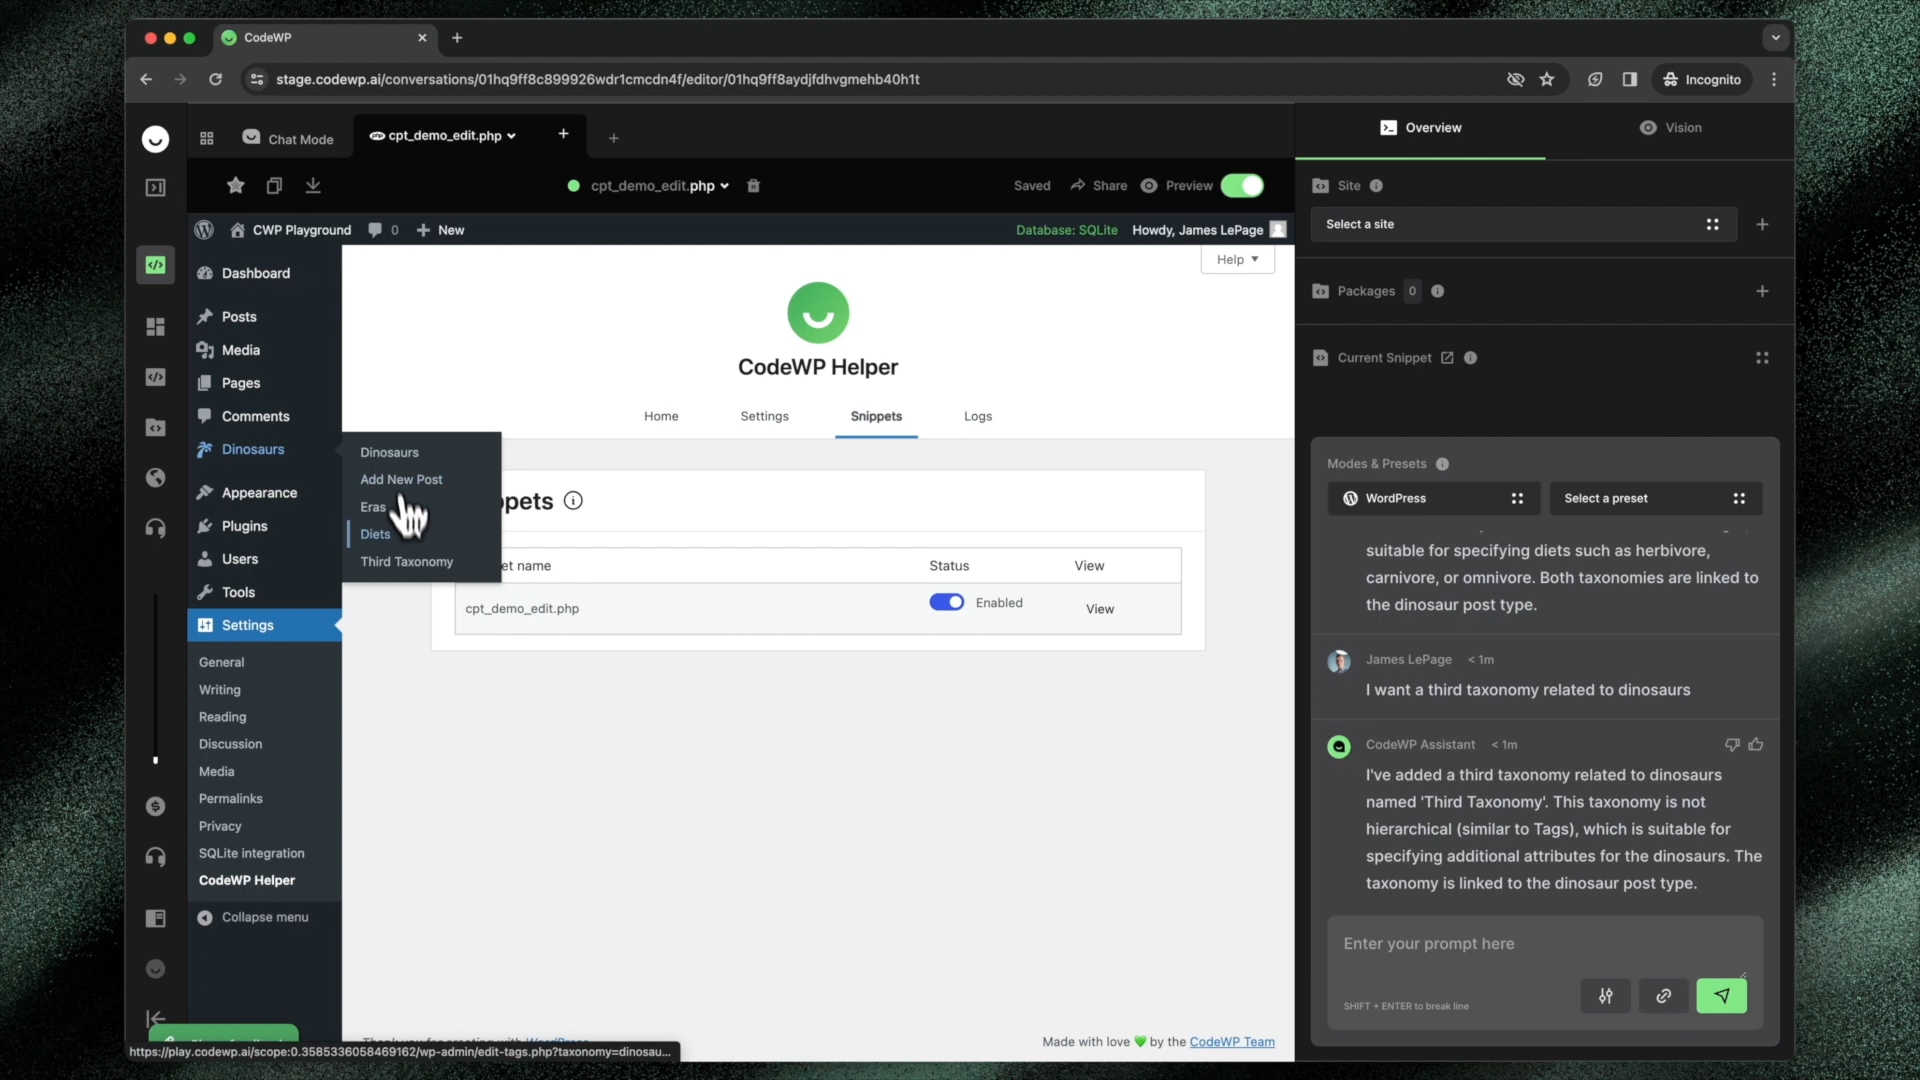 CodeWP
stage.codewp.ai/conversations/01hq9ff8c899926wdr1cmcdn4f/editor/01hq9ff8aydjfdhvgmehb40h1t
Incognito
Chat Mode
cpt_demo_edit.php
Overview
Vision
cpt_demo_edit.php
Saved
Share
Preview
Site
Select a site
CWP Playground
0
New
Database: SQLite
Howdy, James LePage
Help
Packages 0
Current Snippet
Dashboard
Posts
Media
Pages
Comments
Dinosaurs
Appearance
Plugins
Users
Tools
Settings
General
Writing
Reading
Discussion
Media
Permalinks
Privacy
SQLite integration
CodeWP Helper
Collapse menu
Dinosaurs
Add New Post
Eras
Diets
Third Taxonomy
CodeWP Helper
Home
Settings
Snippets
Logs
ppets
et name
Status
View
cpt_demo_edit.php
Enabled
View
Made with love 💚 by the CodeWP Team
https://play.codewp.ai/scope:0.3585336058469162/wp-admin/edit-tags.php?taxonomy=dinosau...
Modes & Presets
WordPress
Select a preset
suitable for specifying diets such as herbivore,
carnivore, or omnivore. Both taxonomies are linked to
the dinosaur post type.
James LePage < 1m
I want a third taxonomy related to dinosaurs
CodeWP Assistant < 1m
I've added a third taxonomy related to dinosaurs
named 'Third Taxonomy'. This taxonomy is not
hierarchical (similar to Tags), which is suitable for
specifying additional attributes for the dinosaurs. The
taxonomy is linked to the dinosaur post type.
Enter your prompt here
SHIFT + ENTER to break line